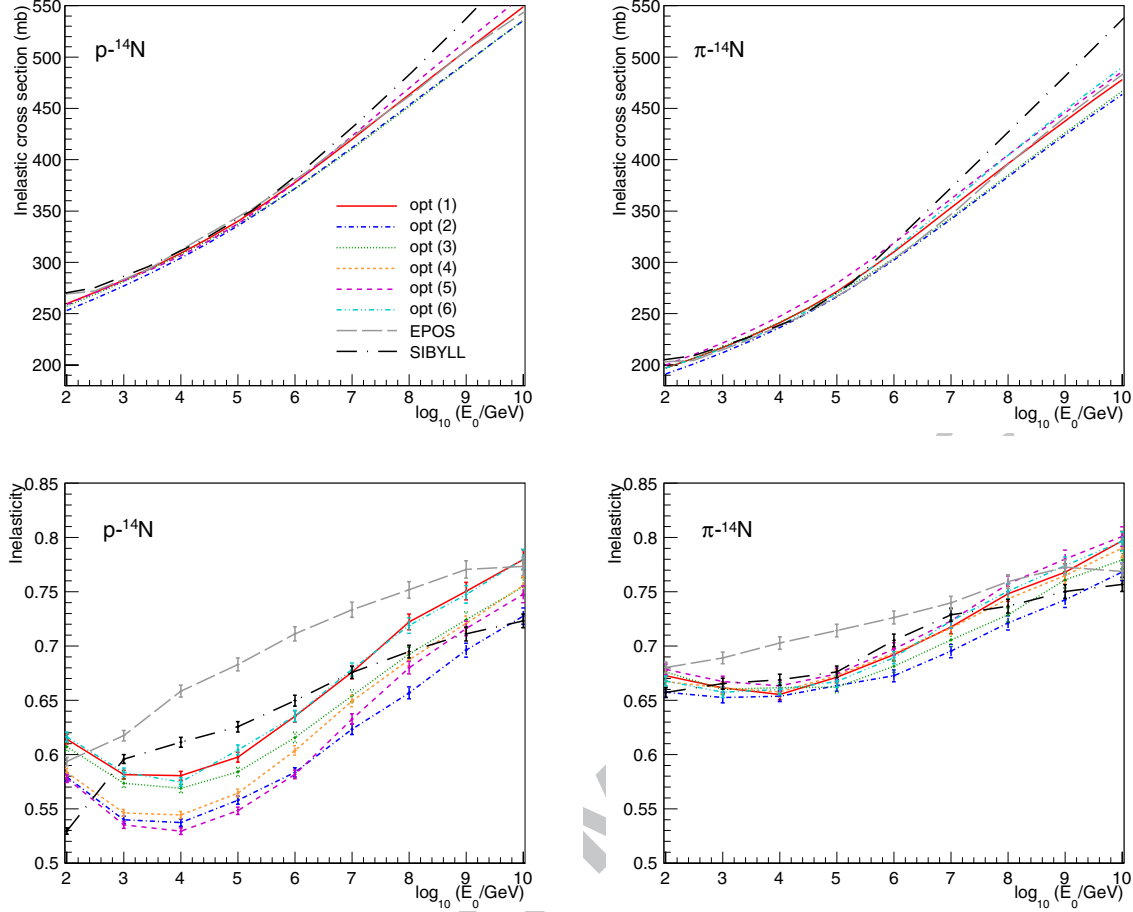 Inelastic cross section (mb)
550
500
450
400
350
300
250
200
p-¹⁴N
opt (1)
opt (2)
opt (3)
opt (4)
opt (5)
opt (6)
EPOS
SIBYLL
2 3 4 5 6 7 8 9 10
log₁₀ (E₀/GeV)
Inelastic cross section (mb)
550
500
450
400
350
300
250
200
π-¹⁴N
2 3 4 5 6 7 8 9 10
log₁₀ (E₀/GeV)
Inelasticity
0.85
0.8
0.75
0.7
0.65
0.6
0.55
0.5
p-¹⁴N
2 3 4 5 6 7 8 9 10
log₁₀ (E₀/GeV)
Inelasticity
0.85
0.8
0.75
0.7
0.65
0.6
0.55
0.5
π-¹⁴N
2 3 4 5 6 7 8 9 10
log₁₀ (E₀/GeV)